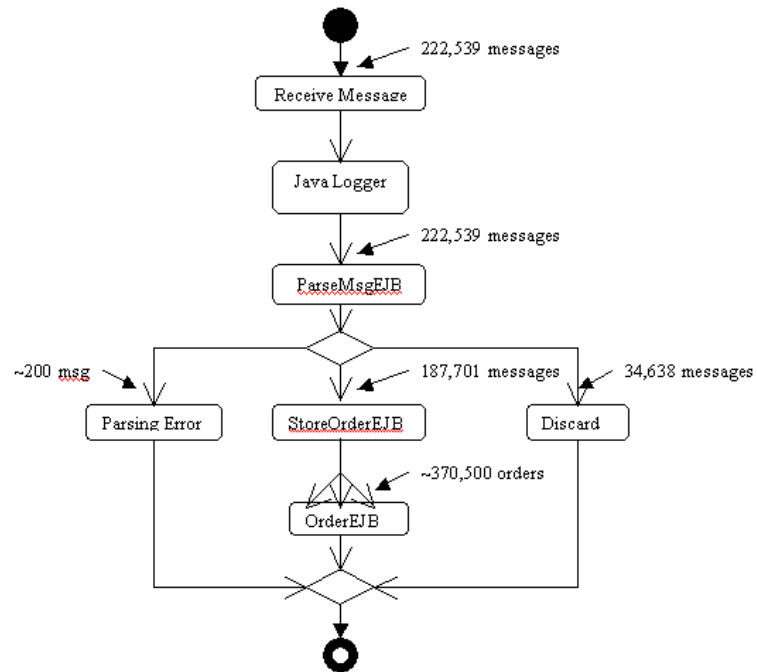 222,539 messages
Receive Message
Java Logger
222,539 messages
ParseMsgEJB
~200 msg
187,701 messages
34,638 messages
Parsing Error
StoreOrderEJB
Discard
~370,500 orders
OrderEJB